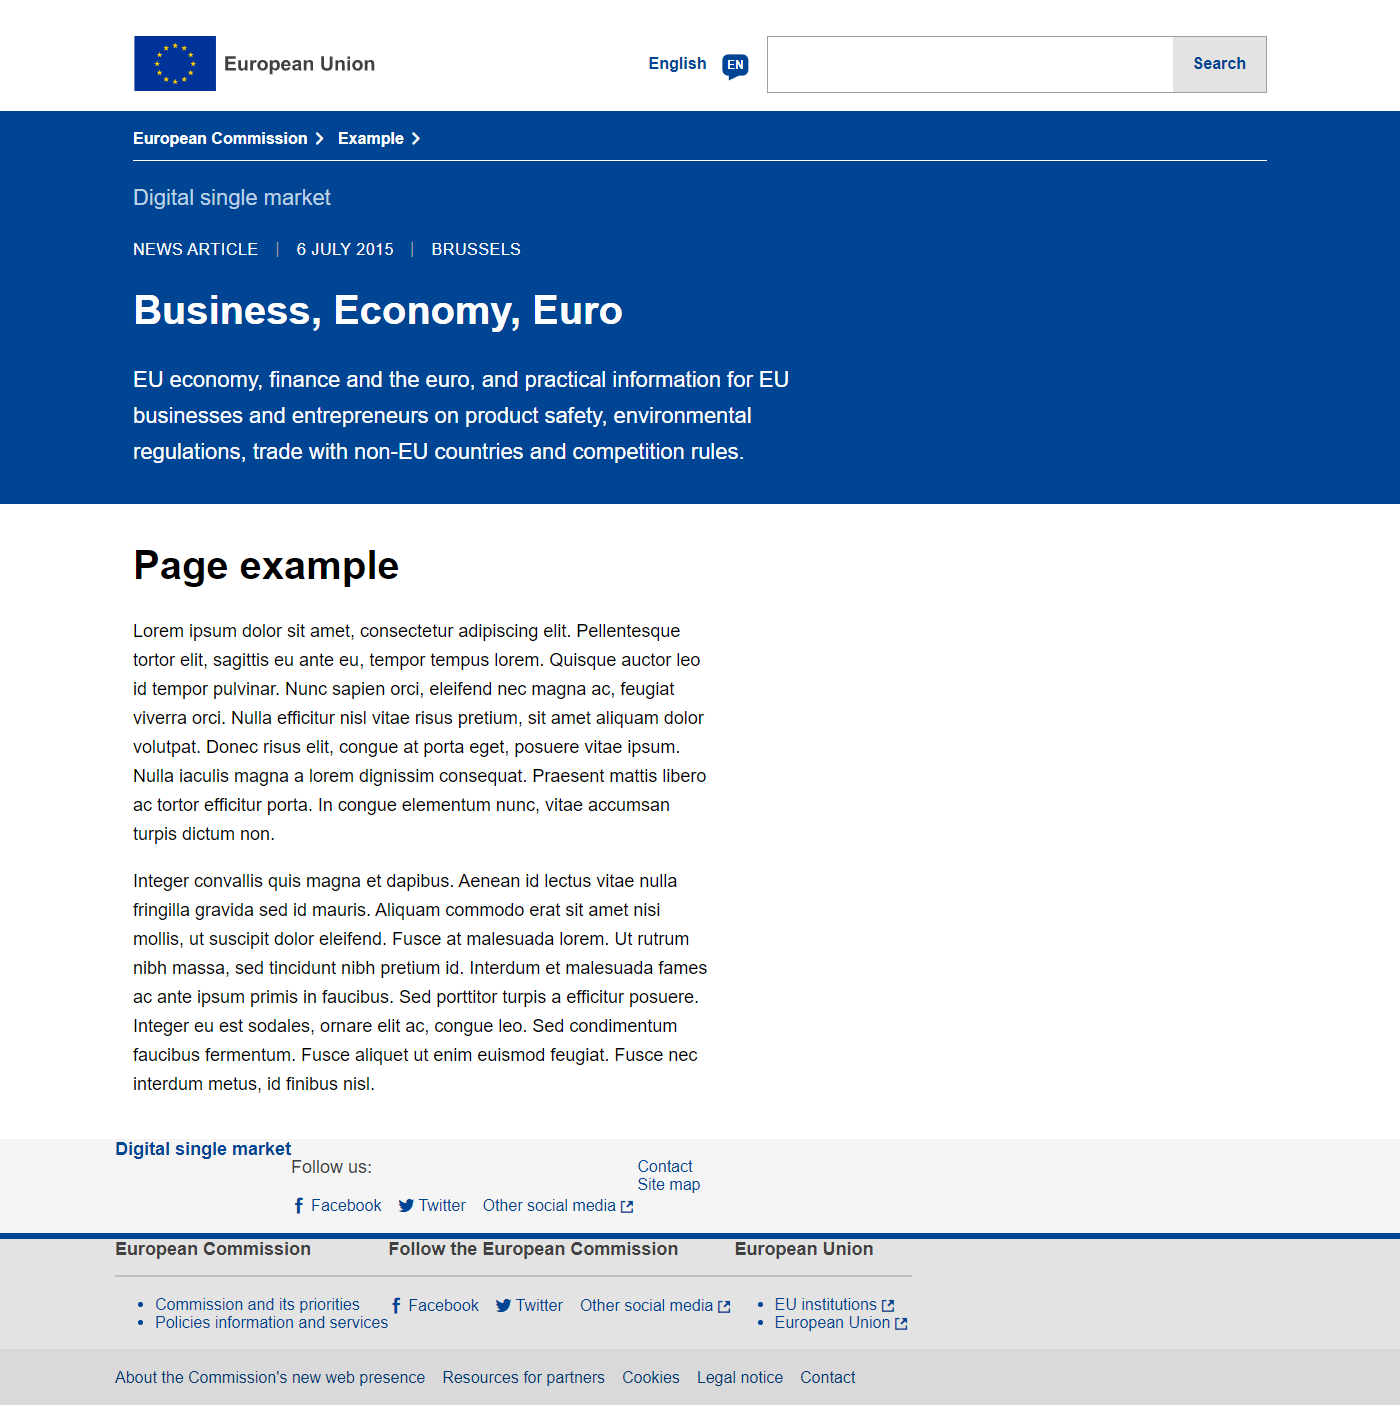 European Union
English EN Search
European Commission Example
Digital single market
NEWS ARTICLE | 6 JULY 2015 | BRUSSELS
Business, Economy, Euro
EU economy, finance and the euro, and practical information for EU
businesses and entrepreneurs on product safety, environmental
regulations, trade with non-EU countries and competition rules.
Page example
Lorem ipsum dolor sit amet, consectetur adipiscing elit. Pellentesque
tortor elit, sagittis eu ante eu, tempor tempus lorem. Quisque auctor leo
id tempor pulvinar. Nunc sapien orci, eleifend nec magna ac, feugiat
viverra orci. Nulla efficitur nisl vitae risus pretium, sit amet aliquam dolor
volutpat. Donec risus elit, congue at porta eget, posuere vitae ipsum.
Nulla iaculis magna a lorem dignissim consequat. Praesent mattis libero
ac tortor efficitur porta. In congue elementum nunc, vitae accumsan
turpis dictum non.
Integer convallis quis magna et dapibus. Aenean id lectus vitae nulla
fringilla gravida sed id mauris. Aliquam commodo erat sit amet nisi
mollis, ut suscipit dolor eleifend. Fusce at malesuada lorem. Ut rutrum
nibh massa, sed tincidunt nibh pretium id. Interdum et malesuada fames
ac ante ipsum primis in faucibus. Sed porttitor turpis a efficitur posuere.
Integer eu est sodales, ornare elit ac, congue leo. Sed condimentum
faucibus fermentum. Fusce aliquet ut enim euismod feugiat. Fusce nec
interdum metus, id finibus nisl.
Digital single market
Follow us:
Facebook Twitter Other social media
Contact
Site map
European Commission
Commission and its priorities
Policies information and services
Follow the European Commission
Facebook Twitter Other social media
European Union
EU institutions
European Union
About the Commission's new web presence Resources for partners Cookies Legal notice Contact